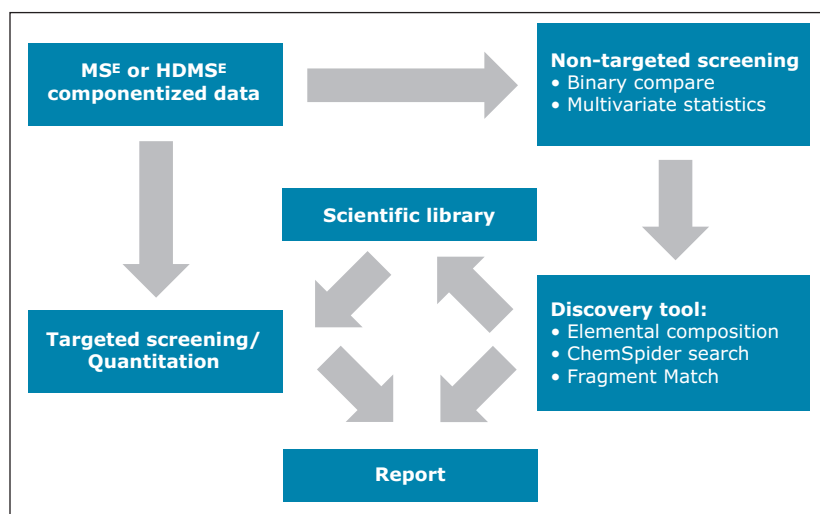 MSᴱ or HDMSᴱ
componentized data
Non-targeted screening
• Binary compare
• Multivariate statistics
Scientific library
Targeted screening/
Quantitation
Discovery tool:
• Elemental composition
• ChemSpider search
• Fragment Match
Report